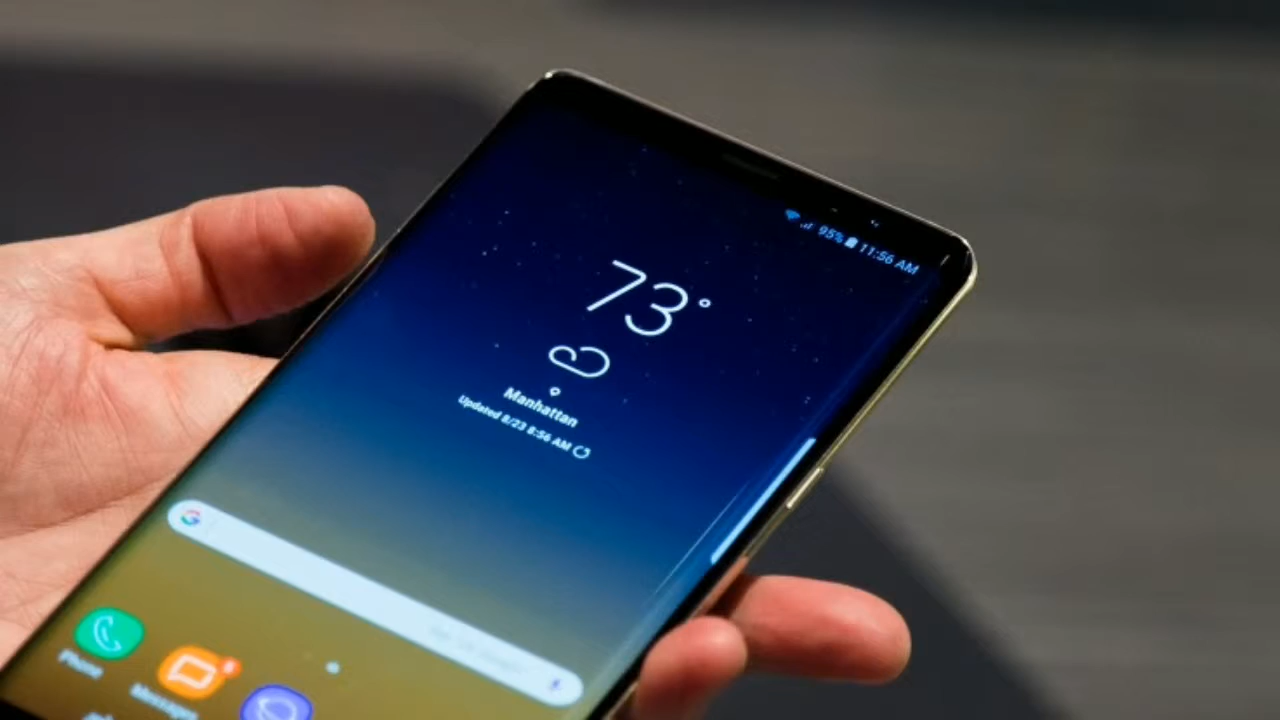 95% 11:56 AM
73°
Manhattan
Updated 8/23 8:56 AM
G
Phone
Messages